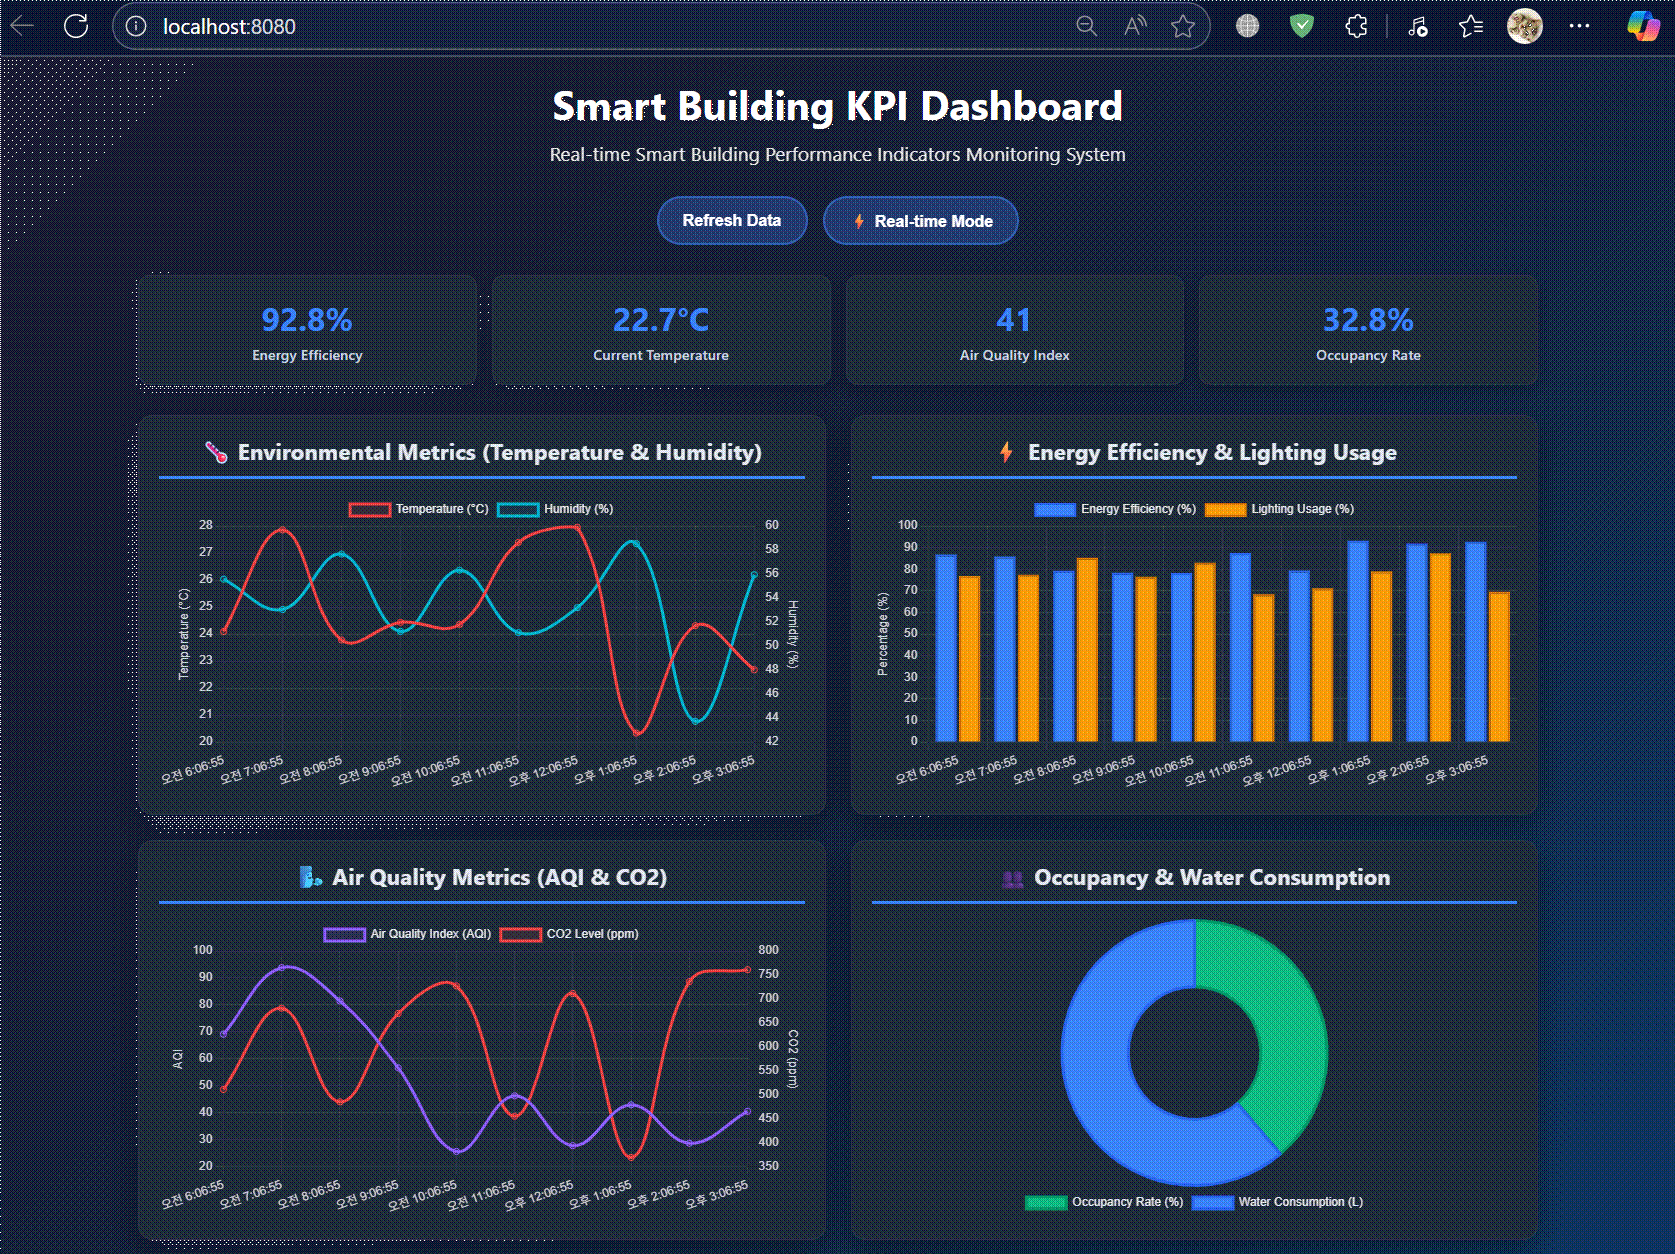 localhost:8080
Smart Building KPI Dashboard
Real-time Smart Building Performance Indicators Monitoring System
Refresh Data
⚡ Real-time Mode
92.8%
Energy Efficiency
22.7°C
Current Temperature
41
Air Quality Index
32.8%
Occupancy Rate
🌡️ Environmental Metrics (Temperature & Humidity)
Temperature (°C) Humidity (%)
28
27
26
25
24
23
22
21
20
Temperature (°C)
60
58
56
54
52
50
48
46
44
42
Humidity (%)
오전 6:06:55 오전 7:06:55 오전 8:06:55 오전 9:06:55 오전 10:06:55 오전 11:06:55 오후 12:06:55 오후 1:06:55 오후 2:06:55 오후 3:06:55
⚡ Energy Efficiency & Lighting Usage
Energy Efficiency (%) Lighting Usage (%)
100
90
80
70
60
50
40
30
20
10
0
Percentage (%)
오전 6:06:55 오전 7:06:55 오전 8:06:55 오전 9:06:55 오전 10:06:55 오전 11:06:55 오후 12:06:55 오후 1:06:55 오후 2:06:55 오후 3:06:55
🌬️ Air Quality Metrics (AQI & CO2)
Air Quality Index (AQI) CO2 Level (ppm)
100
90
80
70
60
50
40
30
20
AQI
800
750
700
650
600
550
500
450
400
350
CO2 (ppm)
오전 6:06:55 오전 7:06:55 오전 8:06:55 오전 9:06:55 오전 10:06:55 오전 11:06:55 오후 12:06:55 오후 1:06:55 오후 2:06:55 오후 3:06:55
👥 Occupancy & Water Consumption
Occupancy Rate (%) Water Consumption (L)